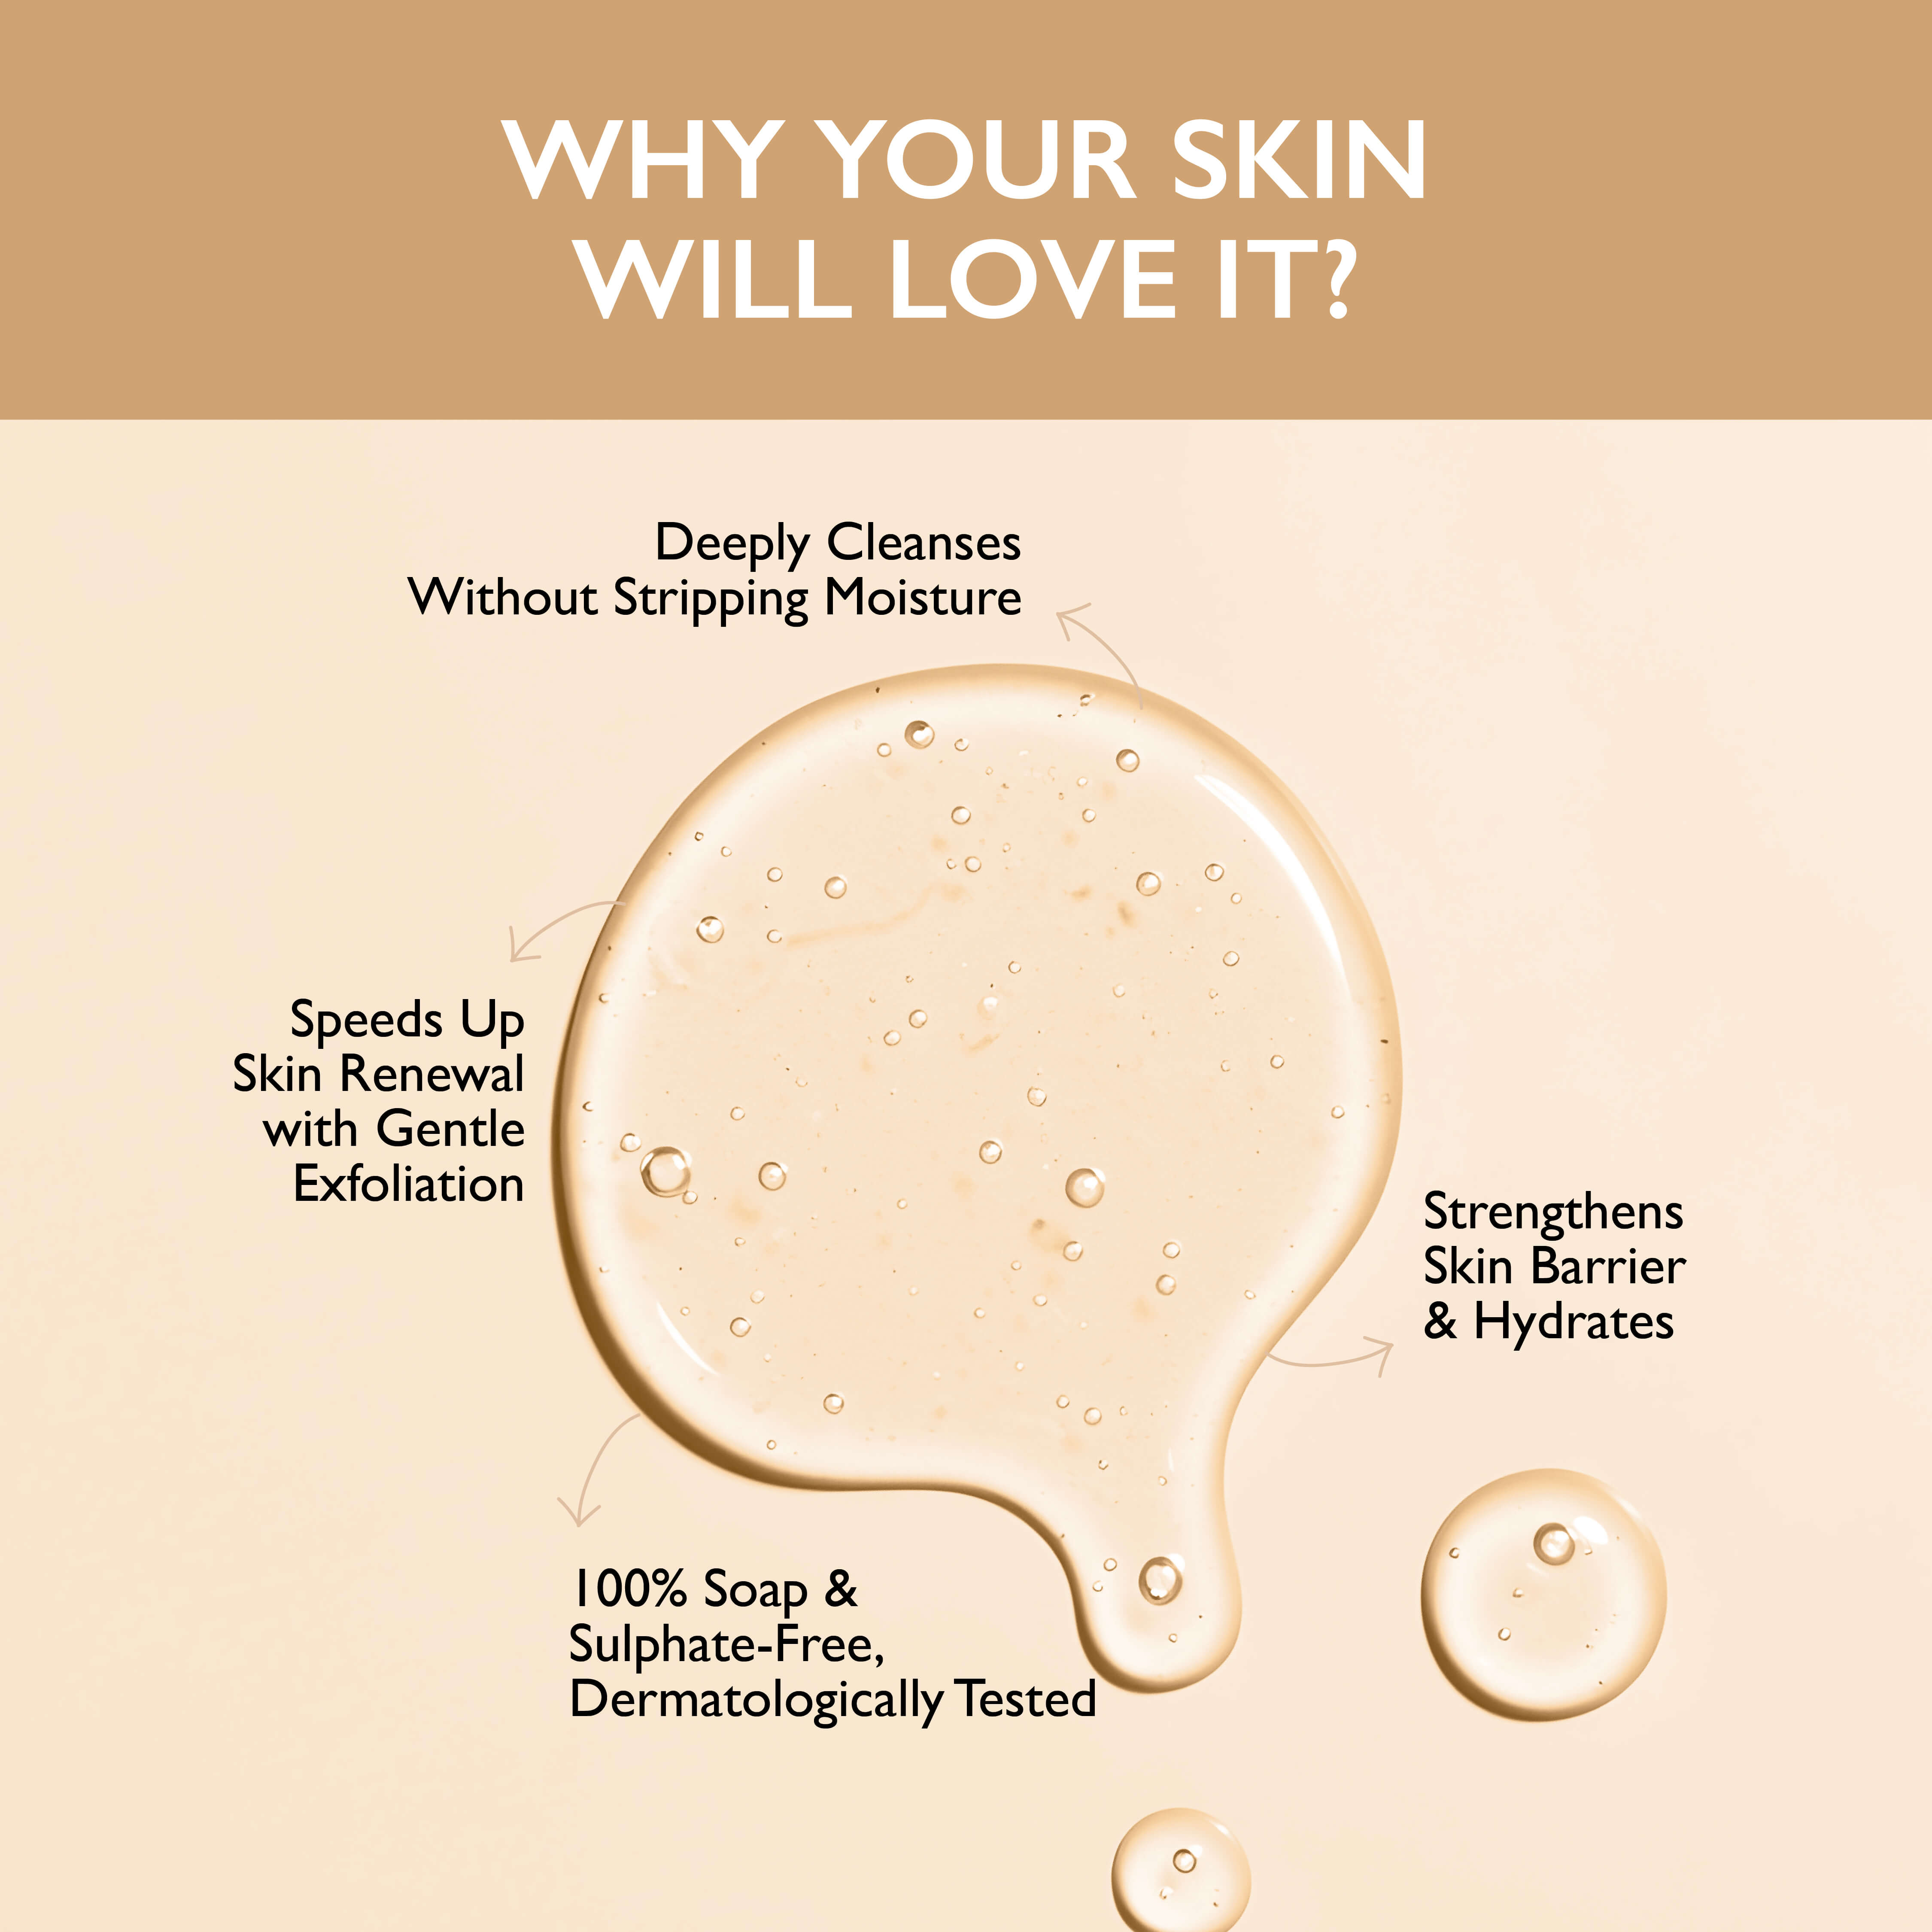 WHY YOUR SKIN
WILL LOVE IT?
Deeply Cleanses
Without Stripping Moisture
Speeds Up
Skin Renewal
with Gentle
Exfoliation
Strengthens
Skin Barrier
& Hydrates
100% Soap &
Sulphate-Free,
Dermatologically Tested